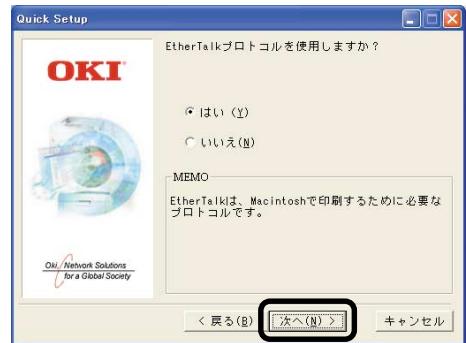 Quick Setup
OKI
EtherTalkプロトコルを使用しますか？
はい (Y)
いいえ(N)
MEMO
EtherTalkは、Macintoshで印刷するために必要な
プロトコルです。
Oki, Network Solutions
for a Global Society
< 戻る(B)
次へ(N) >
キャンセル